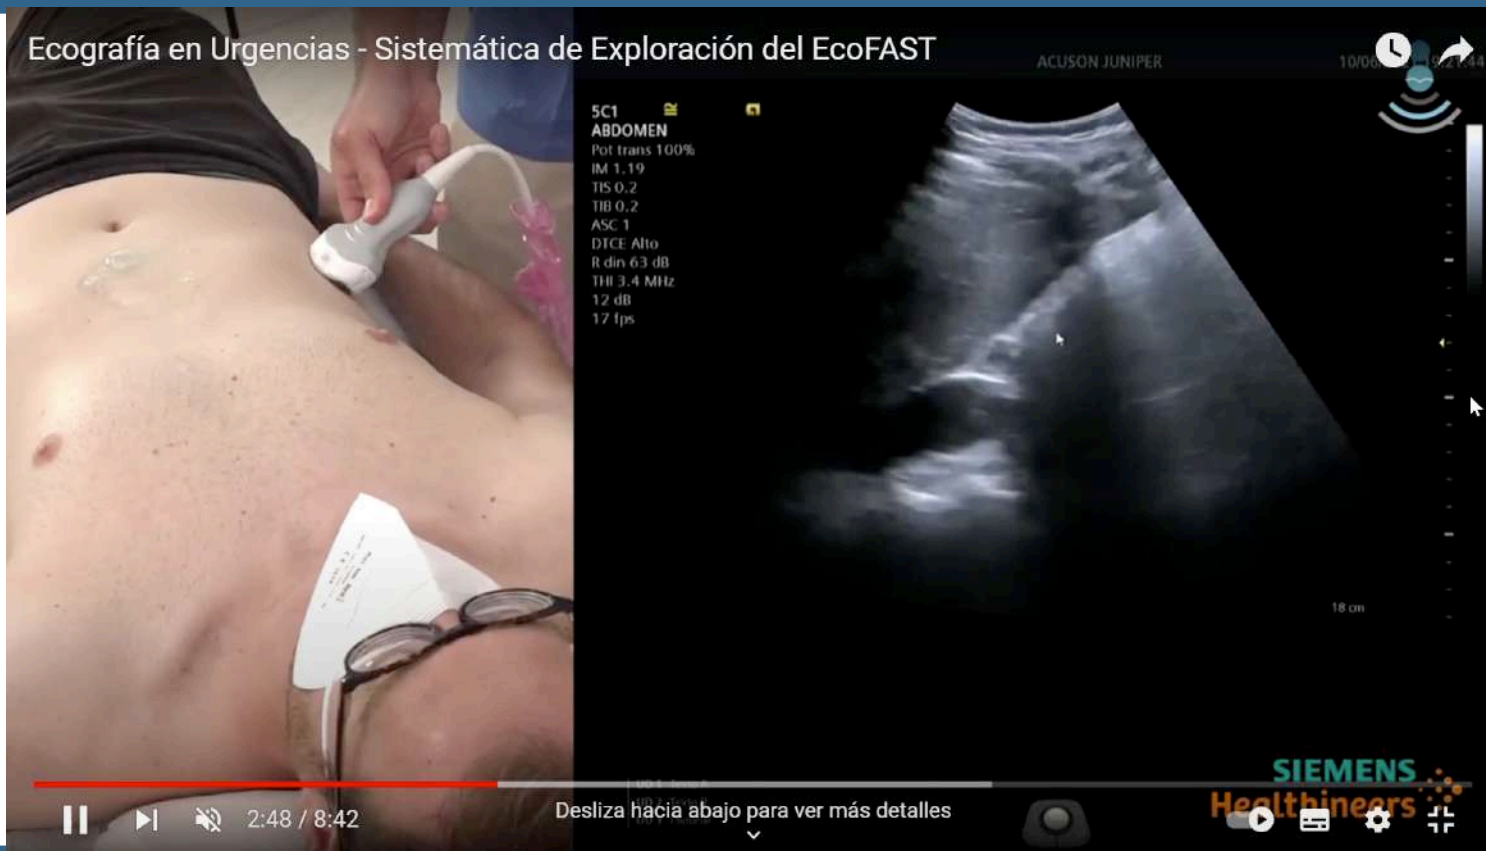 Ecografía en Urgencias - Sistemática de Exploración del EcoFAST
ACUSON JUNIPER
5C1
ABDOMEN
Pot trans 100%
IM 1.19
TIS 0.2
TIB 0.2
ASC 1
DTCE Alto
R din 63 dB
THI 3.4 MHz
12 dB
17 fps
18 cm
SIEMENS
Healthineers
2:48 / 8:42
Desliza hacia abajo para ver más detalles